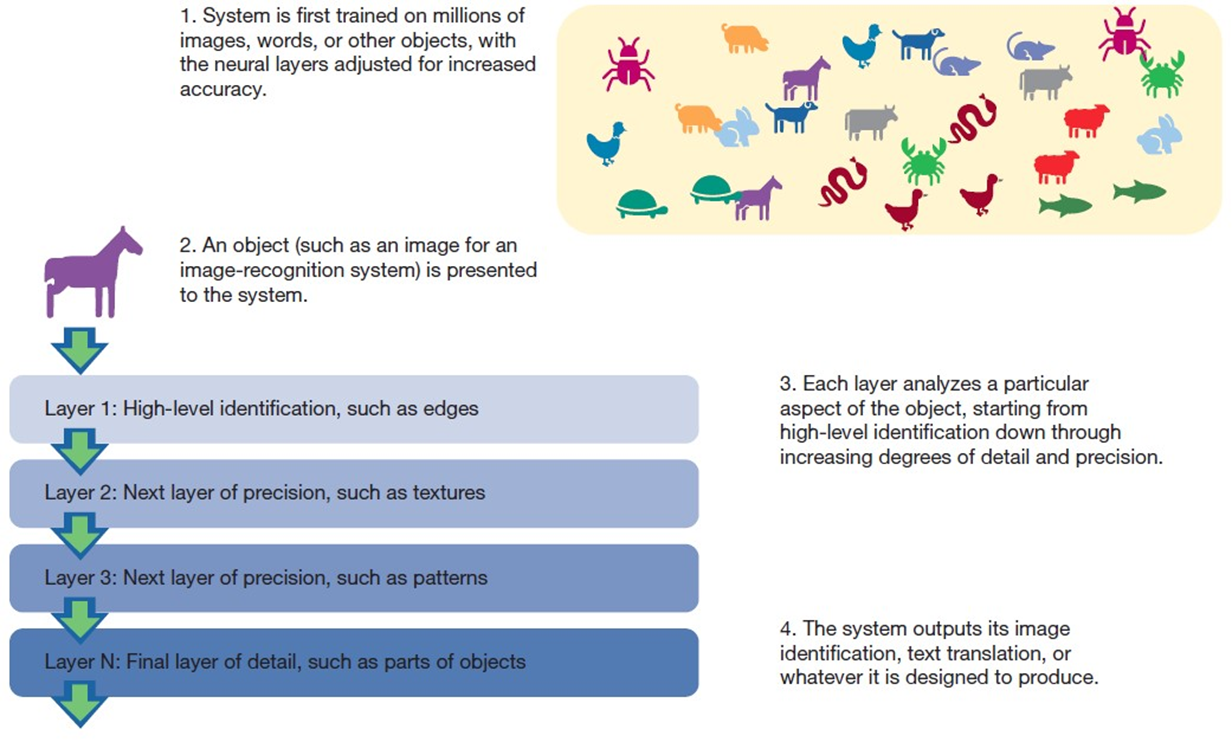 1. System is first trained on millions of
images, words, or other objects, with
the neural layers adjusted for increased
accuracy.
2. An object (such as an image for an
image-recognition system) is presented
to the system.
Layer 1: High-level identification, such as edges
Layer 2: Next layer of precision, such as textures
Layer 3: Next layer of precision, such as patterns
Layer N: Final layer of detail, such as parts of objects
3. Each layer analyzes a particular
aspect of the object, starting from
high-level identification down through
increasing degrees of detail and precision.
4. The system outputs its image
identification, text translation, or
whatever it is designed to produce.